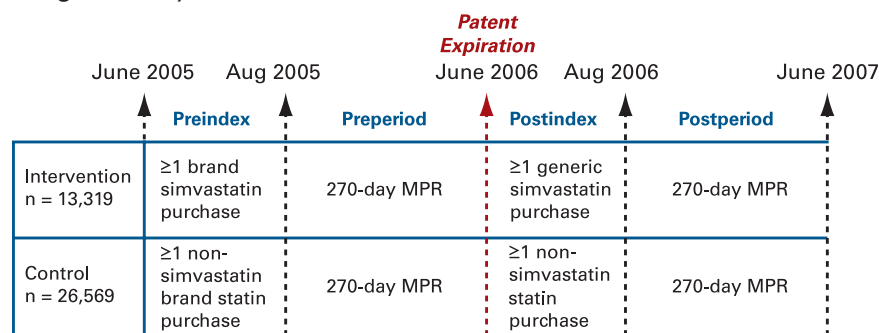 Patent
Expiration
June 2005 Aug 2005 June 2006 Aug 2006 June 2007
Preindex Preperiod Postindex Postperiod
Intervention
n = 13,319
≥1 brand
simvastatin
purchase
270-day MPR
≥1 generic
simvastatin
purchase
270-day MPR
Control
n = 26,569
≥1 non-
simvastatin
brand statin
purchase
270-day MPR
≥1 non-
simvastatin
statin
purchase
270-day MPR